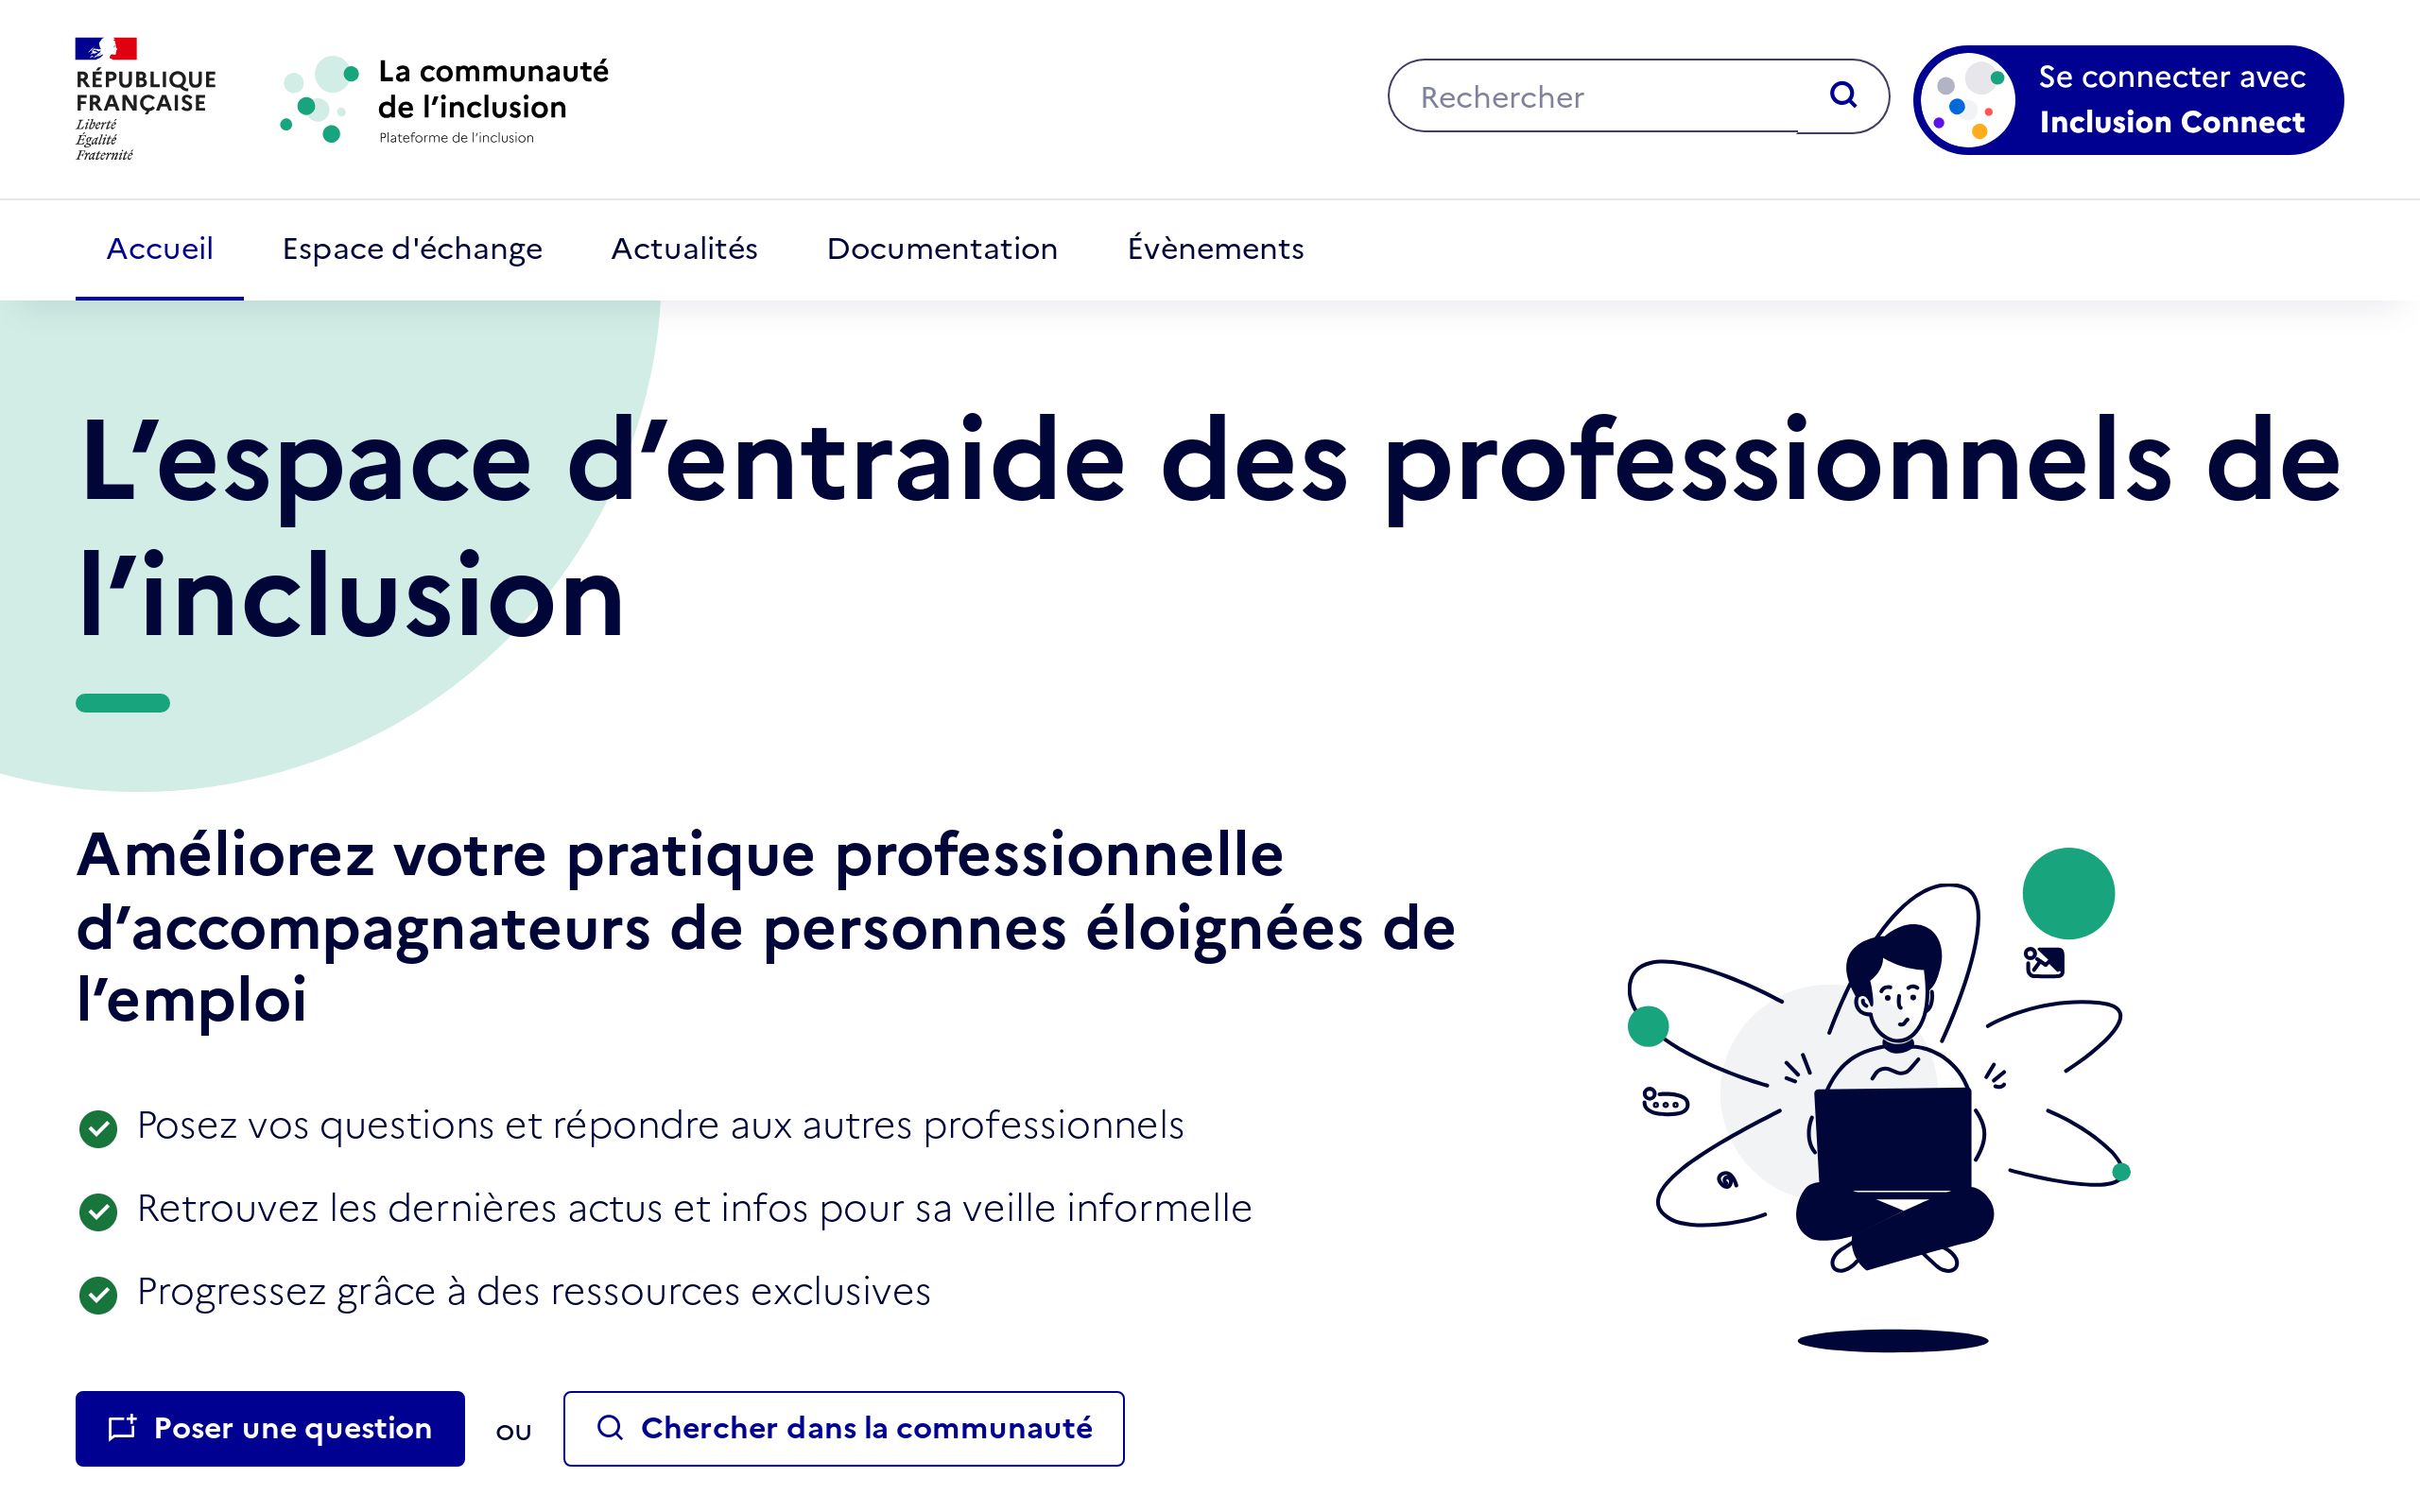 RÉPUBLIQUE
FRANÇAISE
Liberté
Égalité
Fraternité
La communauté
de l’inclusion
Plateforme de l’inclusion
Rechercher
Se connecter avec
Inclusion Connect
Accueil Espace d'échange Actualités Documentation Évènements
L’espace d’entraide des professionnels de
l’inclusion
Améliorez votre pratique professionnelle
d’accompagnateurs de personnes éloignées de
l’emploi
Posez vos questions et répondre aux autres professionnels
Retrouvez les dernières actus et infos pour sa veille informelle
Progressez grâce à des ressources exclusives
Poser une question ou Chercher dans la communauté